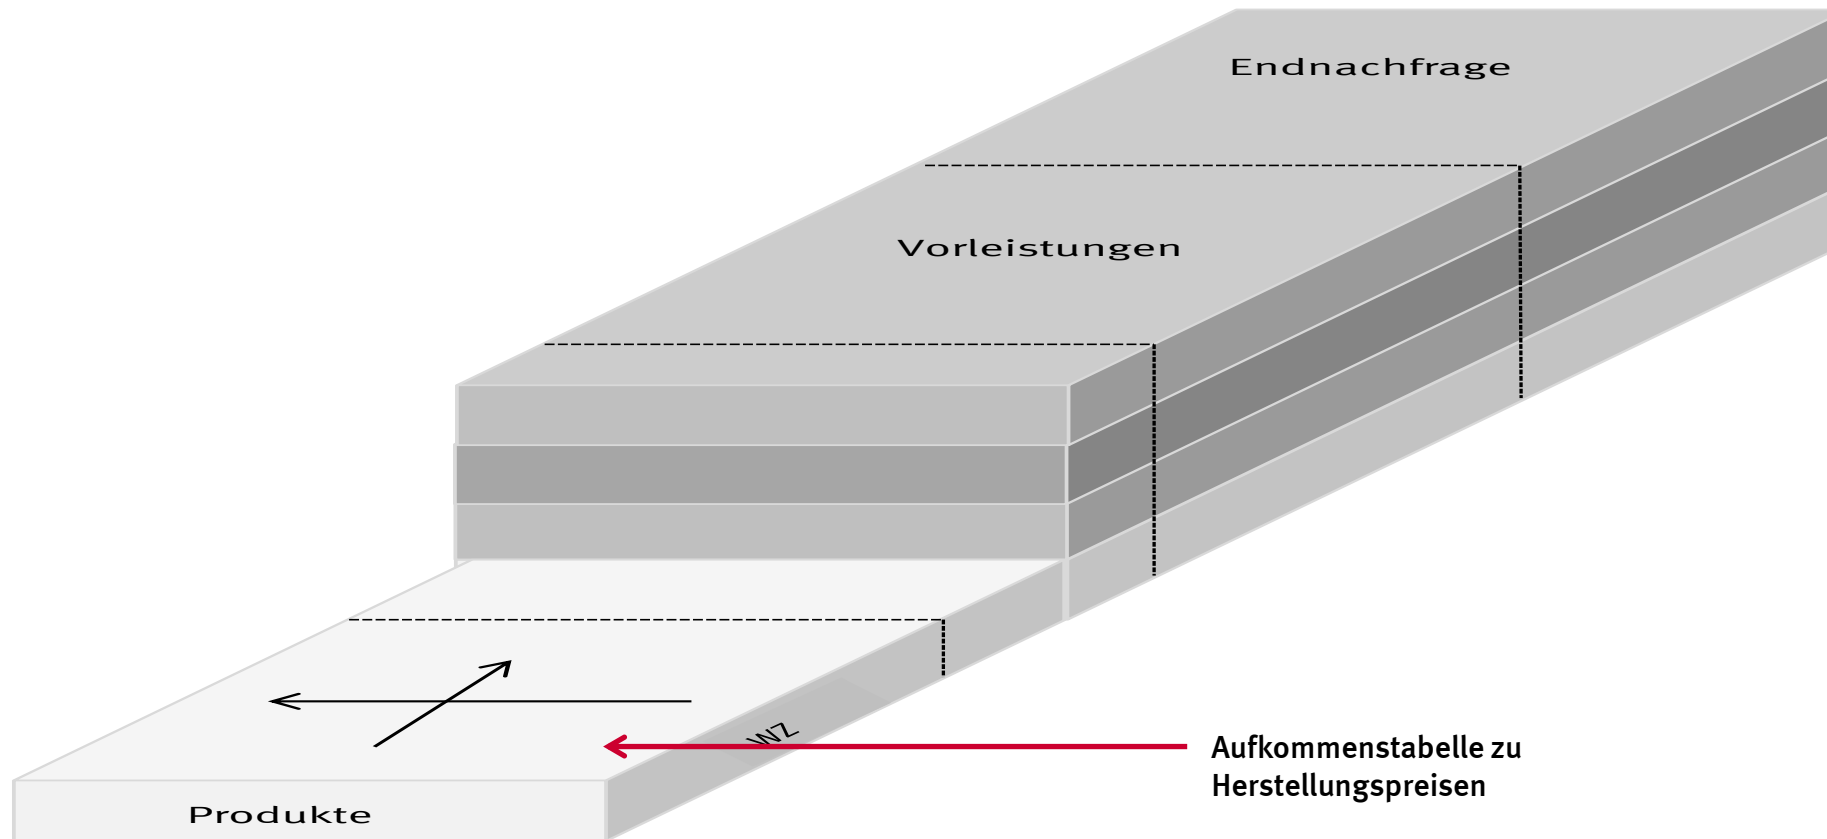 Endnachfrage
Vorleistungen
WZ
Aufkommenstabelle zu
Herstellungspreisen
Produkte